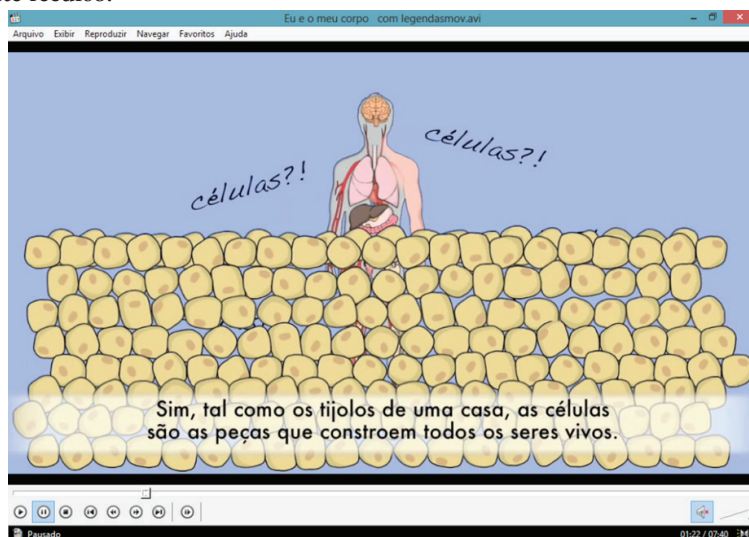 Eu e o meu corpo com legendasmov.avi
Arquivo Exibir Reproduzir Navegar Favoritos Ajuda
células?!
células?!
Sim, tal como os tijolos de uma casa, as células
são as peças que constroem todos os seres vivos.
Pausado
01:22 / 07:40